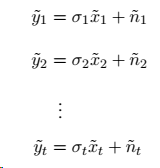 ỹ₁ = σ₁x̃₁ + ñ₁
ỹ₂ = σ₂x̃₂ + ñ₂
⋮
ỹₜ = σₜx̃ₜ + ñₜ